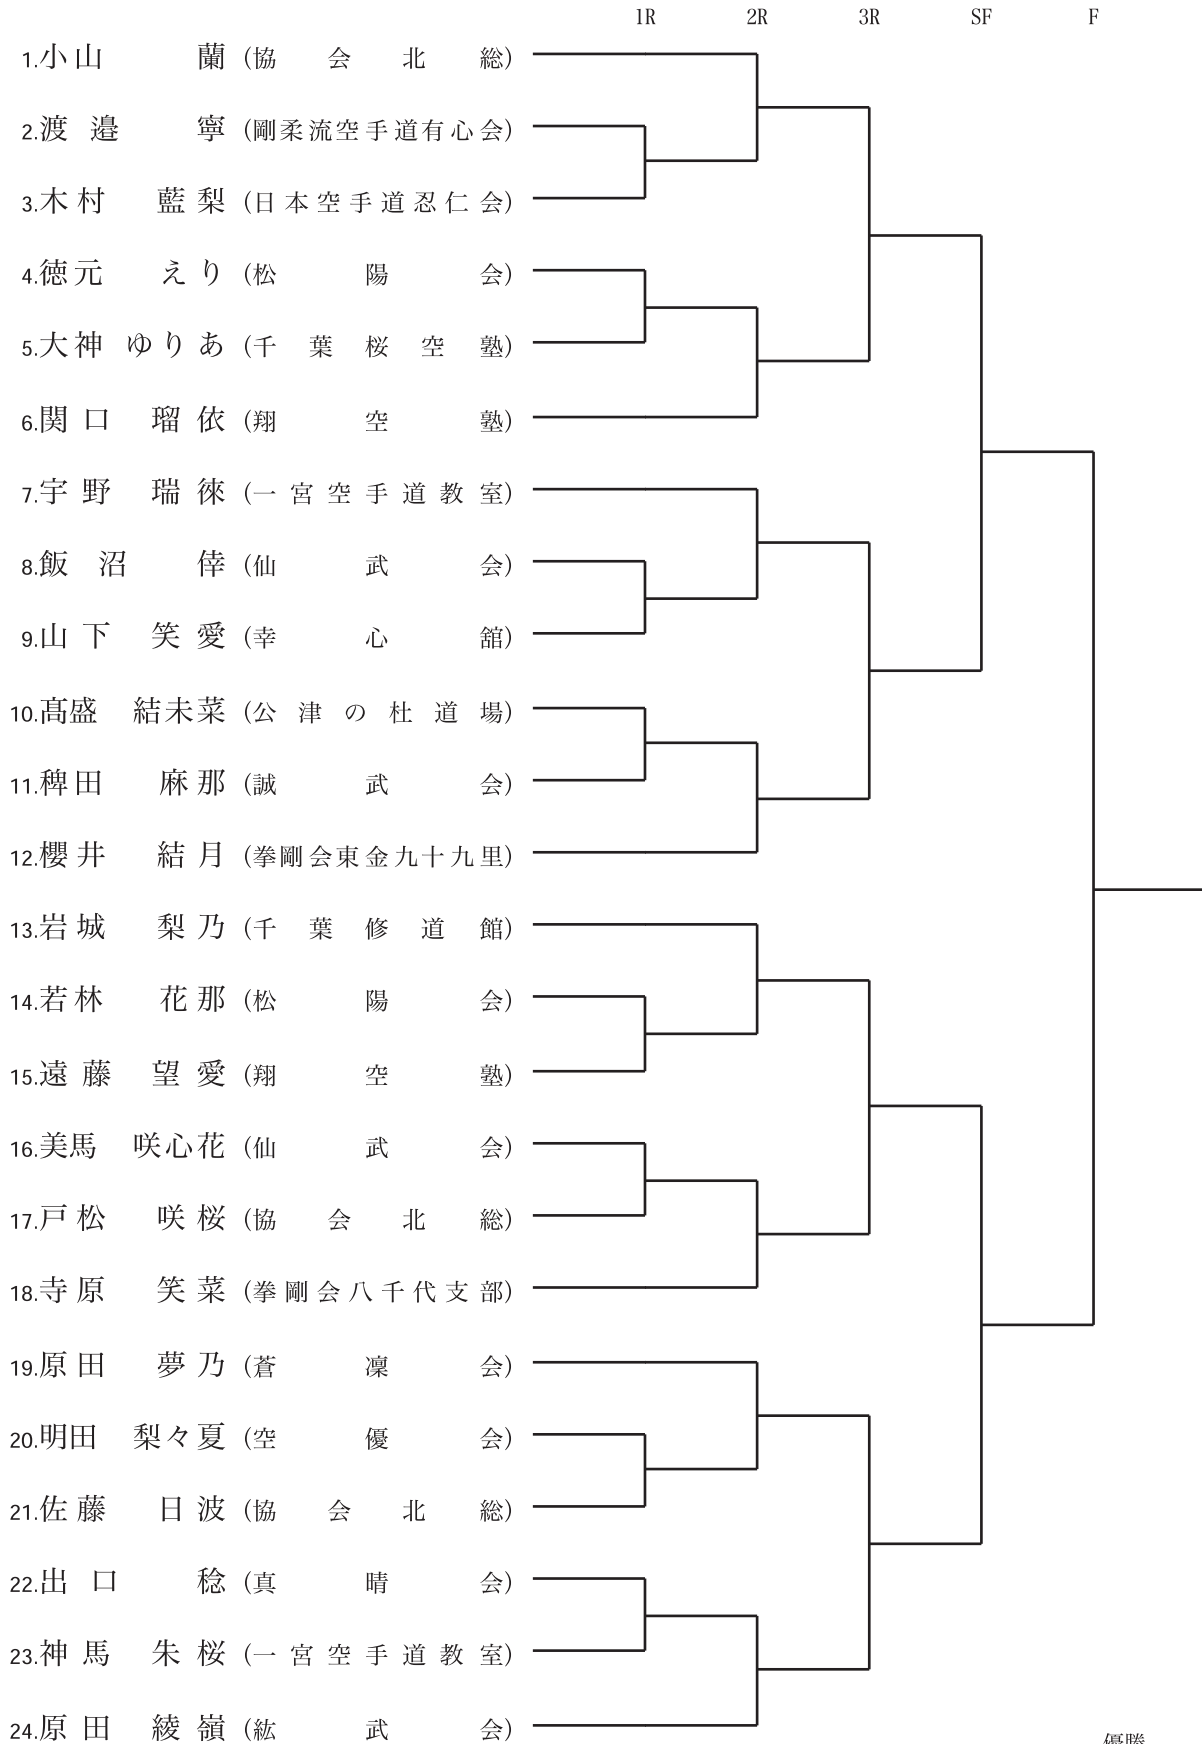 1R 2R 3R SF F
1.小山 蘭 (協会北総)
2.渡邉 寧 (剛柔流空手道有心会)
3.木村 藍梨 (日本空手道忍仁会)
4.徳元 えり (松陽会)
5.大神 ゆりあ (千葉桜空塾)
6.関口 瑠依 (翔空塾)
7.宇野 瑞徠 (一宮空手道教室)
8.飯沼 倖 (仙武会)
9.山下 笑愛 (幸心舘)
10.髙盛 結未菜 (公津の杜道場)
11.稗田 麻那 (誠武会)
12.櫻井 結月 (拳剛会東金九十九里)
13.岩城 梨乃 (千葉修道館)
14.若林 花那 (松陽会)
15.遠藤 望愛 (翔空塾)
16.美馬 咲心花 (仙武会)
17.戸松 咲桜 (協会北総)
18.寺原 笑菜 (拳剛会八千代支部)
19.原田 夢乃 (蒼凜会)
20.明田 梨々夏 (空優会)
21.佐藤 日波 (協会北総)
22.出口 稔 (真晴会)
23.神馬 朱桜 (一宮空手道教室)
24.原田 綾嶺 (紘武会)
優勝